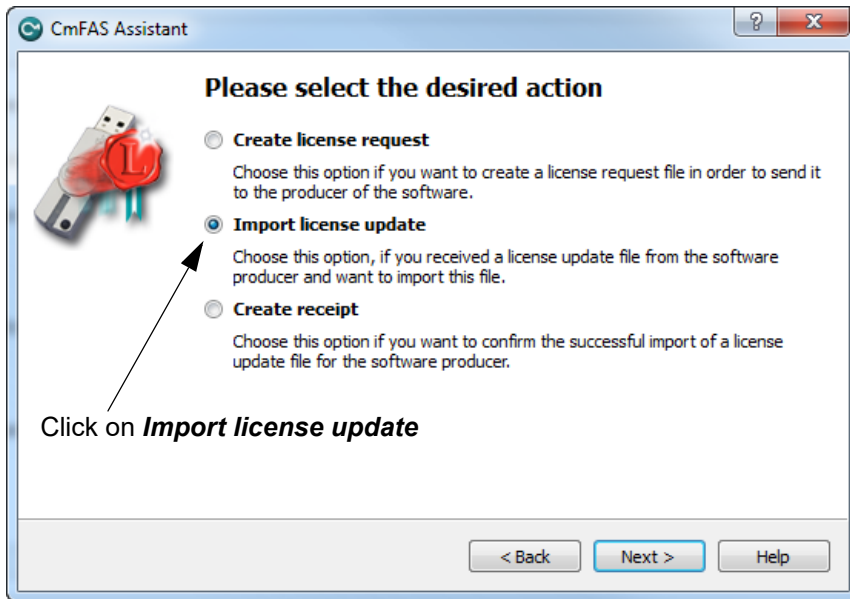 CmFAS Assistant
Please select the desired action
Create license request
Choose this option if you want to create a license request file in order to send it
to the producer of the software.
Import license update
Choose this option, if you received a license update file from the software
producer and want to import this file.
Create receipt
Choose this option if you want to confirm the successful import of a license
update file for the software producer.
Click on Import license update
< Back
Next >
Help